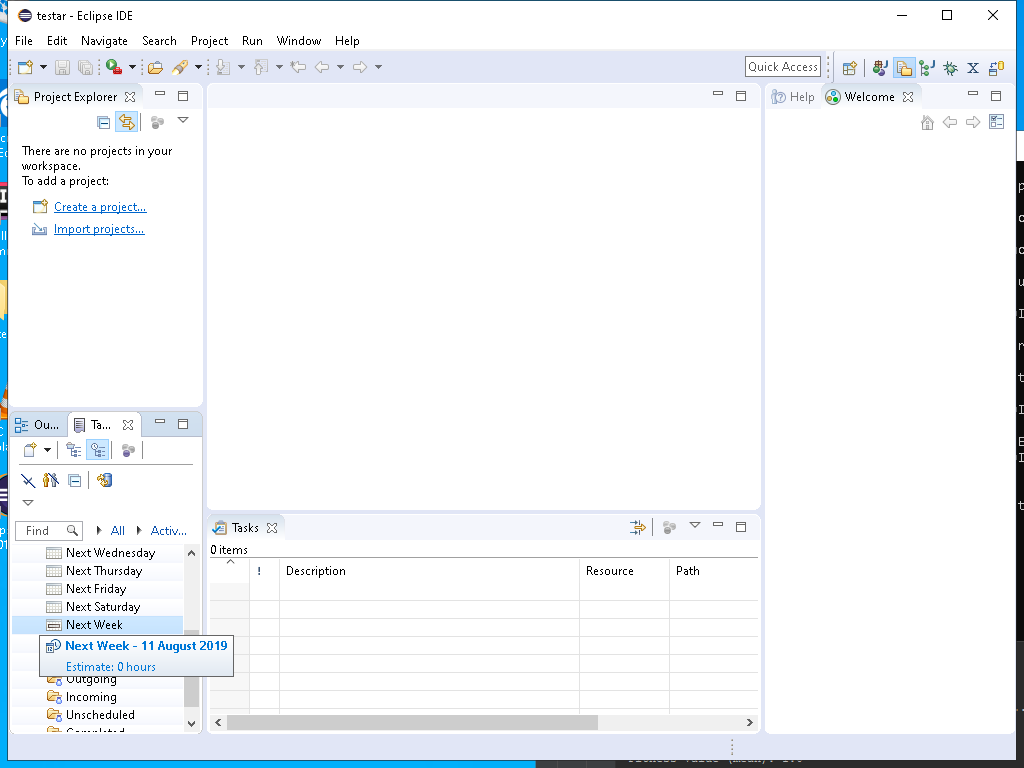 testar - Eclipse IDE
File Edit Navigate Search Project Run Window Help
Quick Access
Project Explorer
Help Welcome
There are no projects in your
workspace.
To add a project:
Create a project...
Import projects...
Ou... Ta...
Find All Activ...
Next Wednesday
Next Thursday
Next Friday
Next Saturday
Next Week
Next Week - 11 August 2019
Estimate: 0 hours
Outgoing
Incoming
Unscheduled
Completed
Tasks
0 items
! Description Resource Path